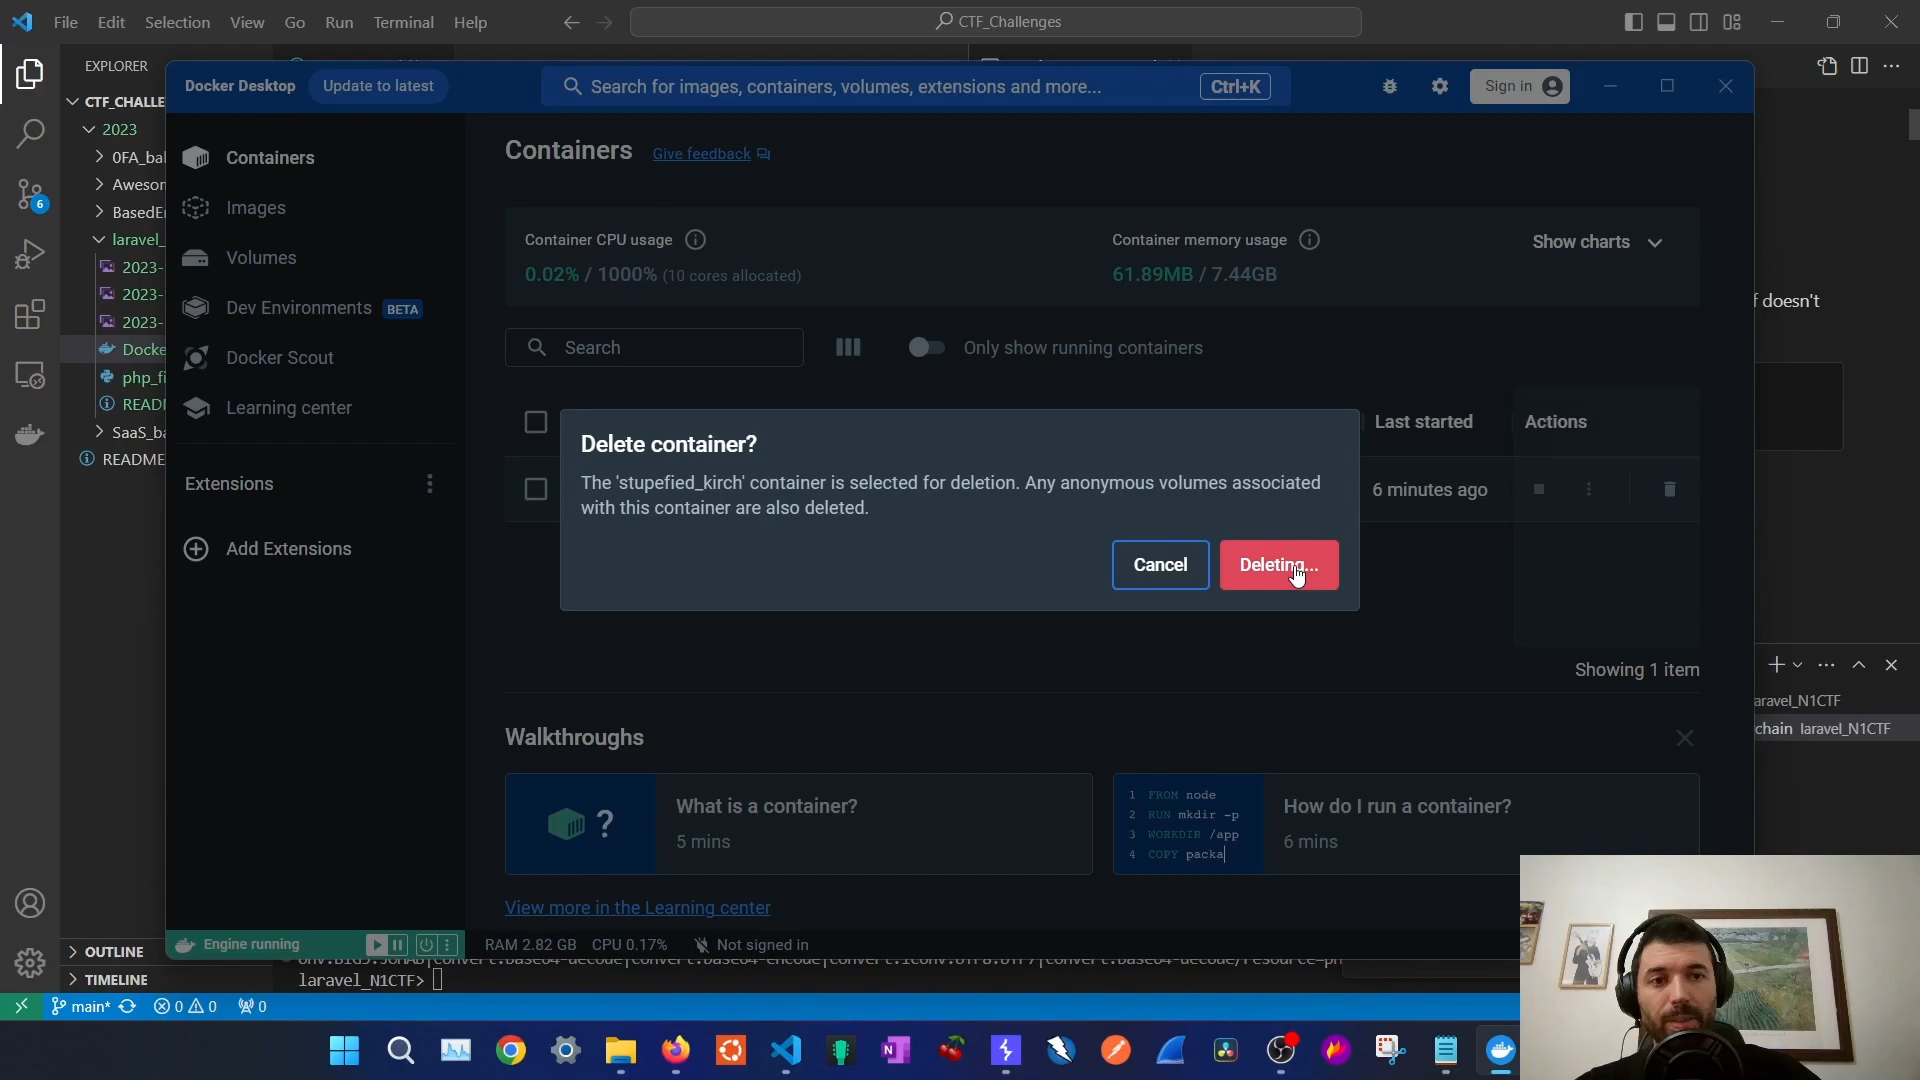 File Edit Selection View Go Run Terminal Help
CTF_Challenges
EXPLORER
CTF_CHALLE
2023
0FA_bal
Aweson
BasedEn
laravel_
2023-
2023-
2023-
Docke
php_fi
READM
SaaS_ba
README
OUTLINE
TIMELINE
Docker Desktop
Update to latest
Search for images, containers, volumes, extensions and more...
Ctrl+K
Sign in
Containers
Images
Volumes
Dev Environments BETA
Docker Scout
Learning center
Extensions
Add Extensions
Containers
Give feedback
Container CPU usage
0.02% / 1000% (10 cores allocated)
Container memory usage
61.89MB / 7.44GB
Show charts
Search
Only show running containers
Last started
Actions
6 minutes ago
Delete container?
The 'stupefied_kirch' container is selected for deletion. Any anonymous volumes associated
with this container are also deleted.
Cancel
Deleting...
Showing 1 item
Walkthroughs
What is a container?
5 mins
1 FROM node
2 RUN mkdir -p
3 WORKDIR /app
4 COPY packa
How do I run a container?
6 mins
View more in the Learning center
Engine running
RAM 2.82 GB CPU 0.17% Not signed in
f doesn't
aravel_N1CTF
chain laravel_N1CTF
laravel_N1CTF>
6
main* 0 0 0